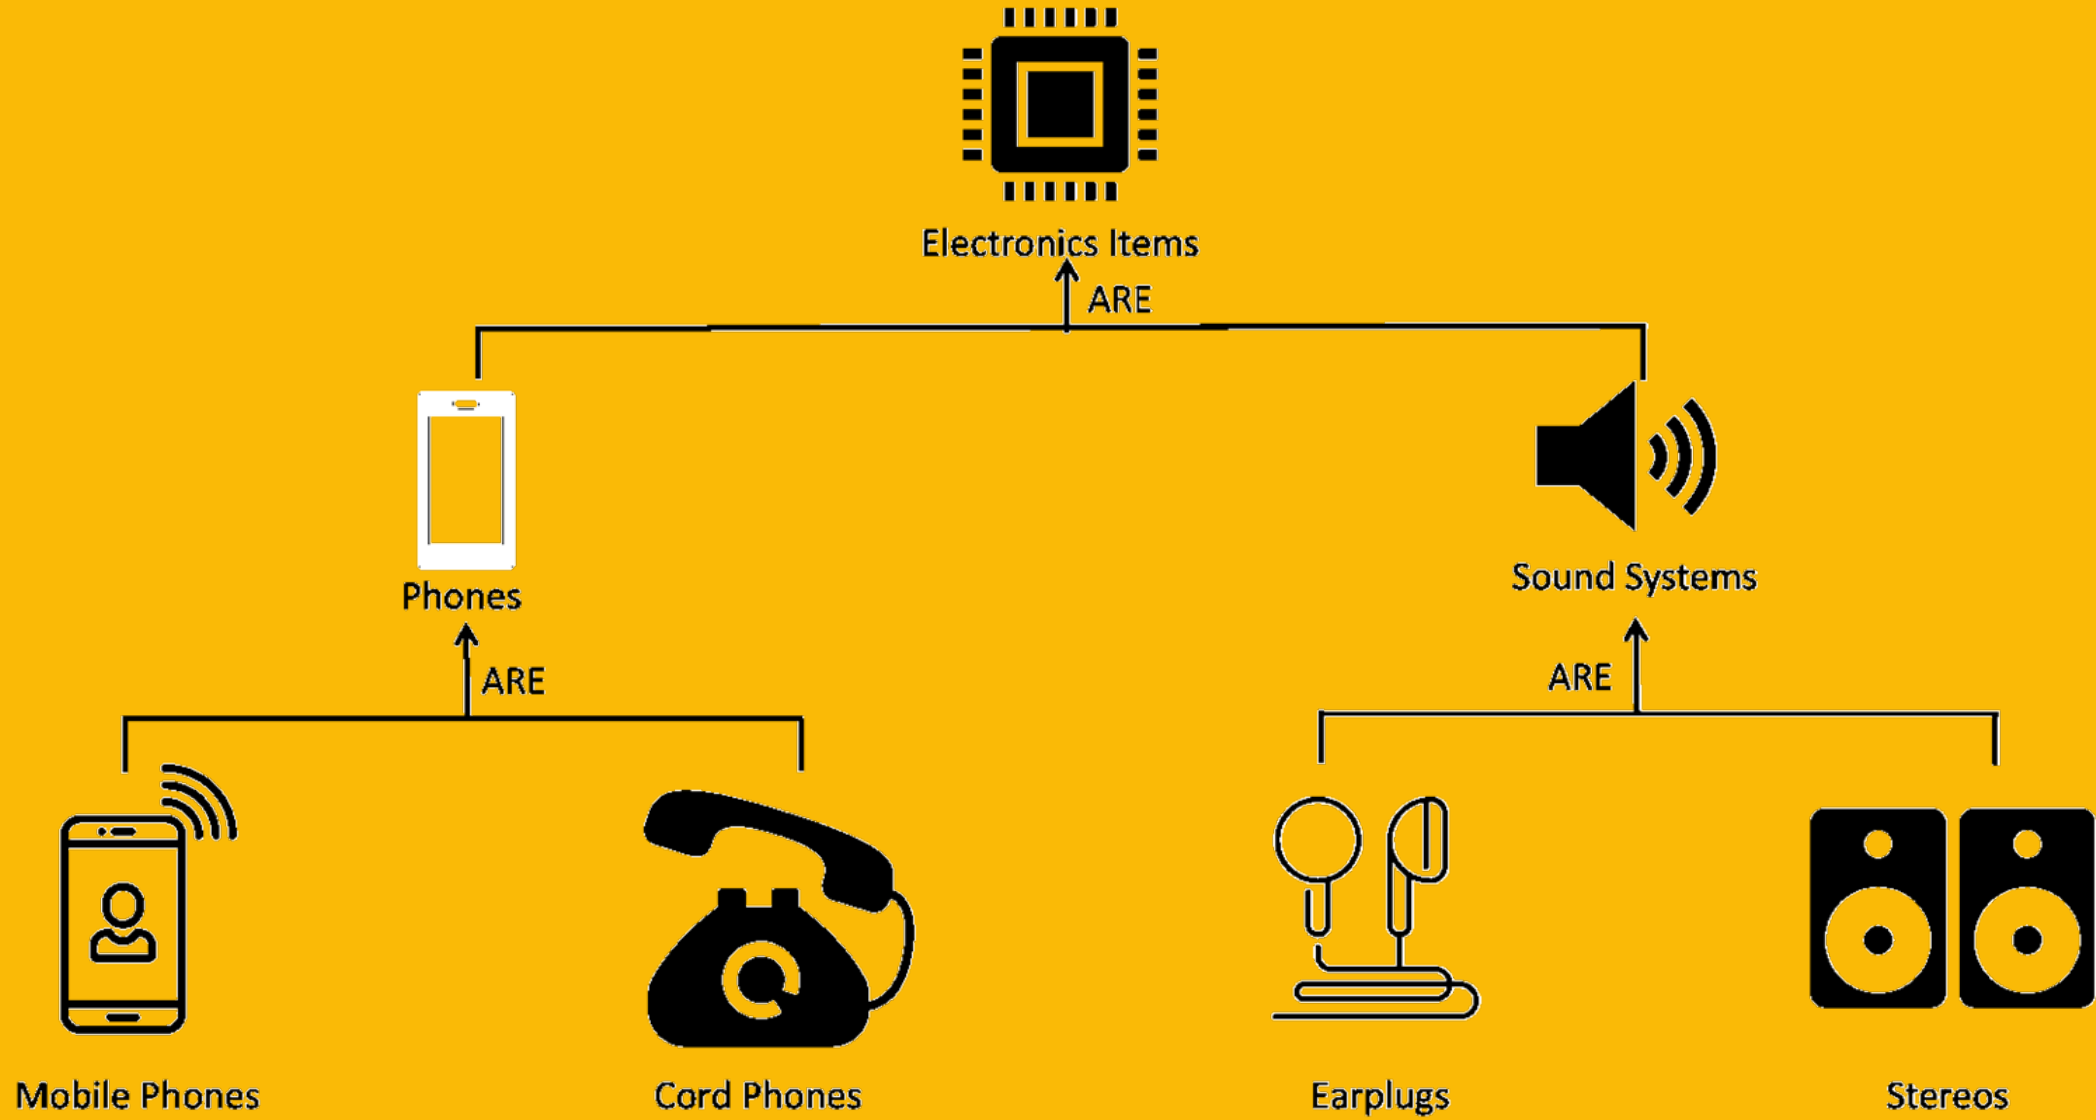 Electronics Items
ARE
Phones
Sound Systems
ARE
ARE
Mobile Phones
Cord Phones
Earplugs
Stereos